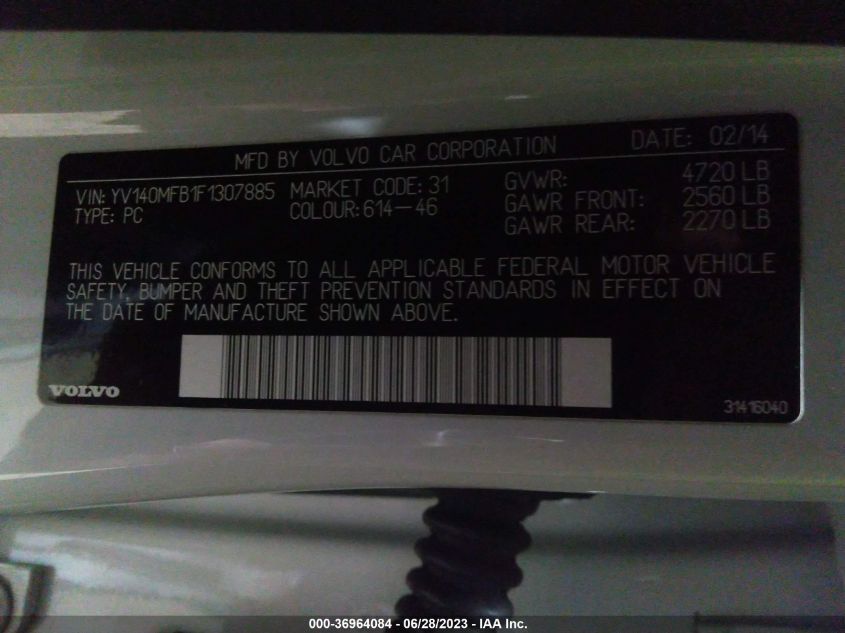 MFD BY VOLVO CAR CORPORATION DATE: 02/14
VIN: YV140MFB1F1307885 MARKET CODE: 31 GVWR: 4720 LB
TYPE: PC COLOUR: 614-46 GAWR FRONT: 2560 LB
GAWR REAR: 2270 LB
THIS VEHICLE CONFORMS TO ALL APPLICABLE FEDERAL MOTOR VEHICLE
SAFETY, BUMPER AND THEFT PREVENTION STANDARDS IN EFFECT ON
THE DATE OF MANUFACTURE SHOWN ABOVE.
VOLVO
31416040
000-36964084 - 06/28/2023 - IAA Inc.